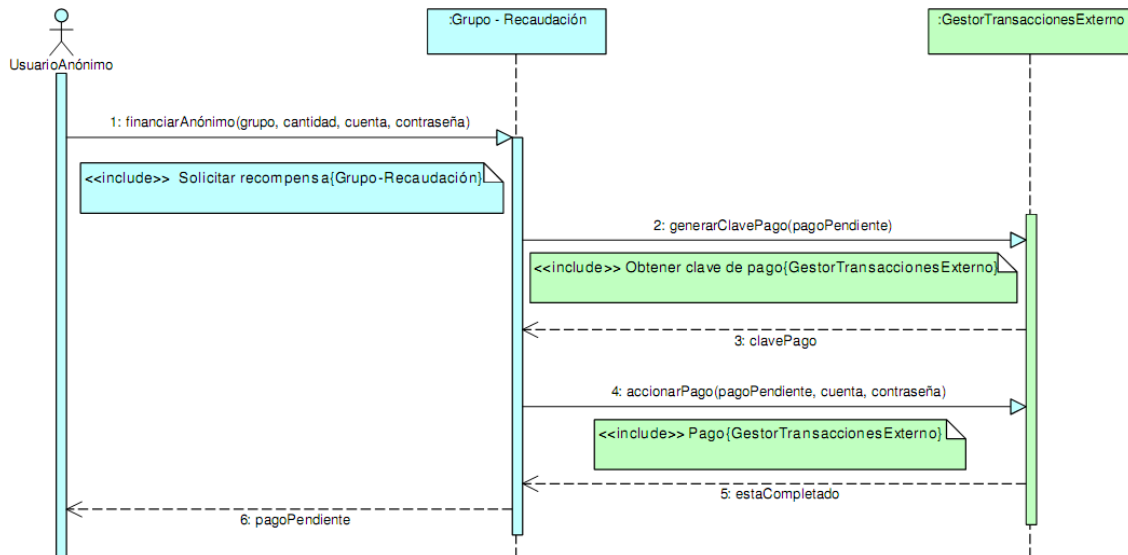 :Grupo - Recaudación
:GestorTransaccionesExterno
UsuarioAnónimo
1: financiarAnónimo(grupo, cantidad, cuenta, contraseña)
<<include>> Solicitar recompensa{Grupo-Recaudación}
2: generarClavePago(pagoPendiente)
<<include>> Obtener clave de pago{GestorTransaccionesExterno}
3: clavePago
4: accionarPago(pagoPendiente, cuenta, contraseña)
<<include>> Pago{GestorTransaccionesExterno}
5: estaCompletado
6: pagoPendiente